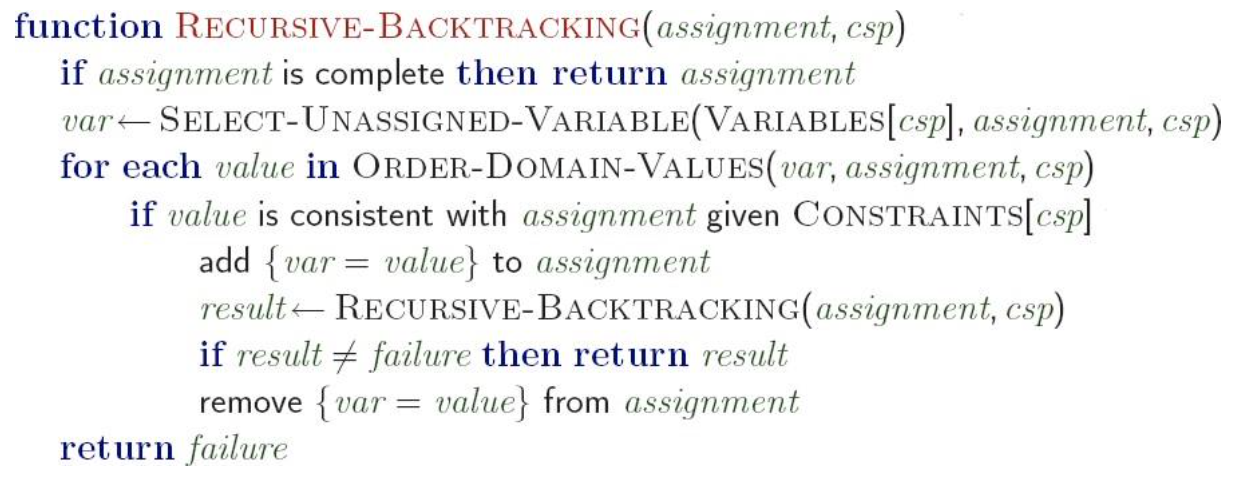 function RECURSIVE-BACKTRACKING(assignment, csp)
if assignment is complete then return assignment
var← SELECT-UNASSIGNED-VARIABLE(VARIABLES[csp], assignment, csp)
for each value in ORDER-DOMAIN-VALUES(var, assignment, csp)
if value is consistent with assignment given CONSTRAINTS[csp]
add {var = value} to assignment
result← RECURSIVE-BACKTRACKING(assignment, csp)
if result ≠ failure then return result
remove {var = value} from assignment
return failure